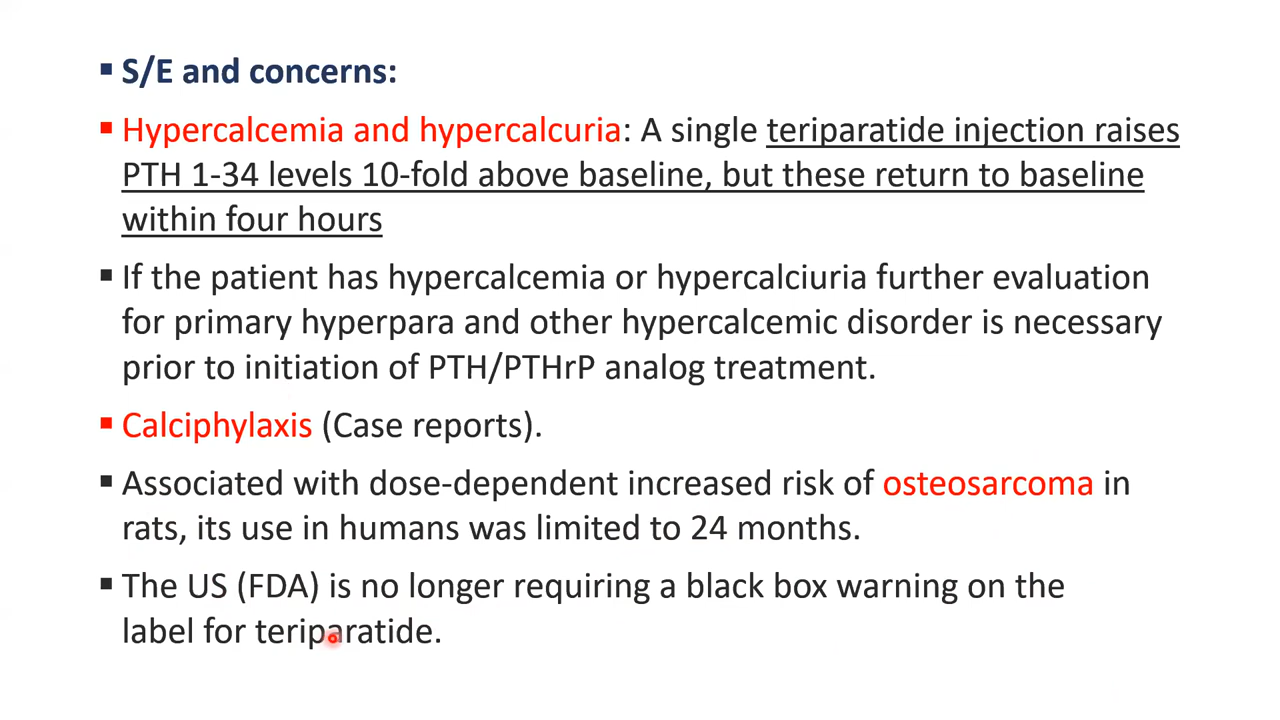 ▪ S/E and concerns:
▪ Hypercalcemia and hypercalcuria: A single teriparatide injection raises
PTH 1-34 levels 10-fold above baseline, but these return to baseline
within four hours
▪ If the patient has hypercalcemia or hypercalciuria further evaluation
for primary hyperpara and other hypercalcemic disorder is necessary
prior to initiation of PTH/PTHrP analog treatment.
▪ Calciphylaxis (Case reports).
▪ Associated with dose-dependent increased risk of osteosarcoma in
rats, its use in humans was limited to 24 months.
▪ The US (FDA) is no longer requiring a black box warning on the
label for teriparatide.